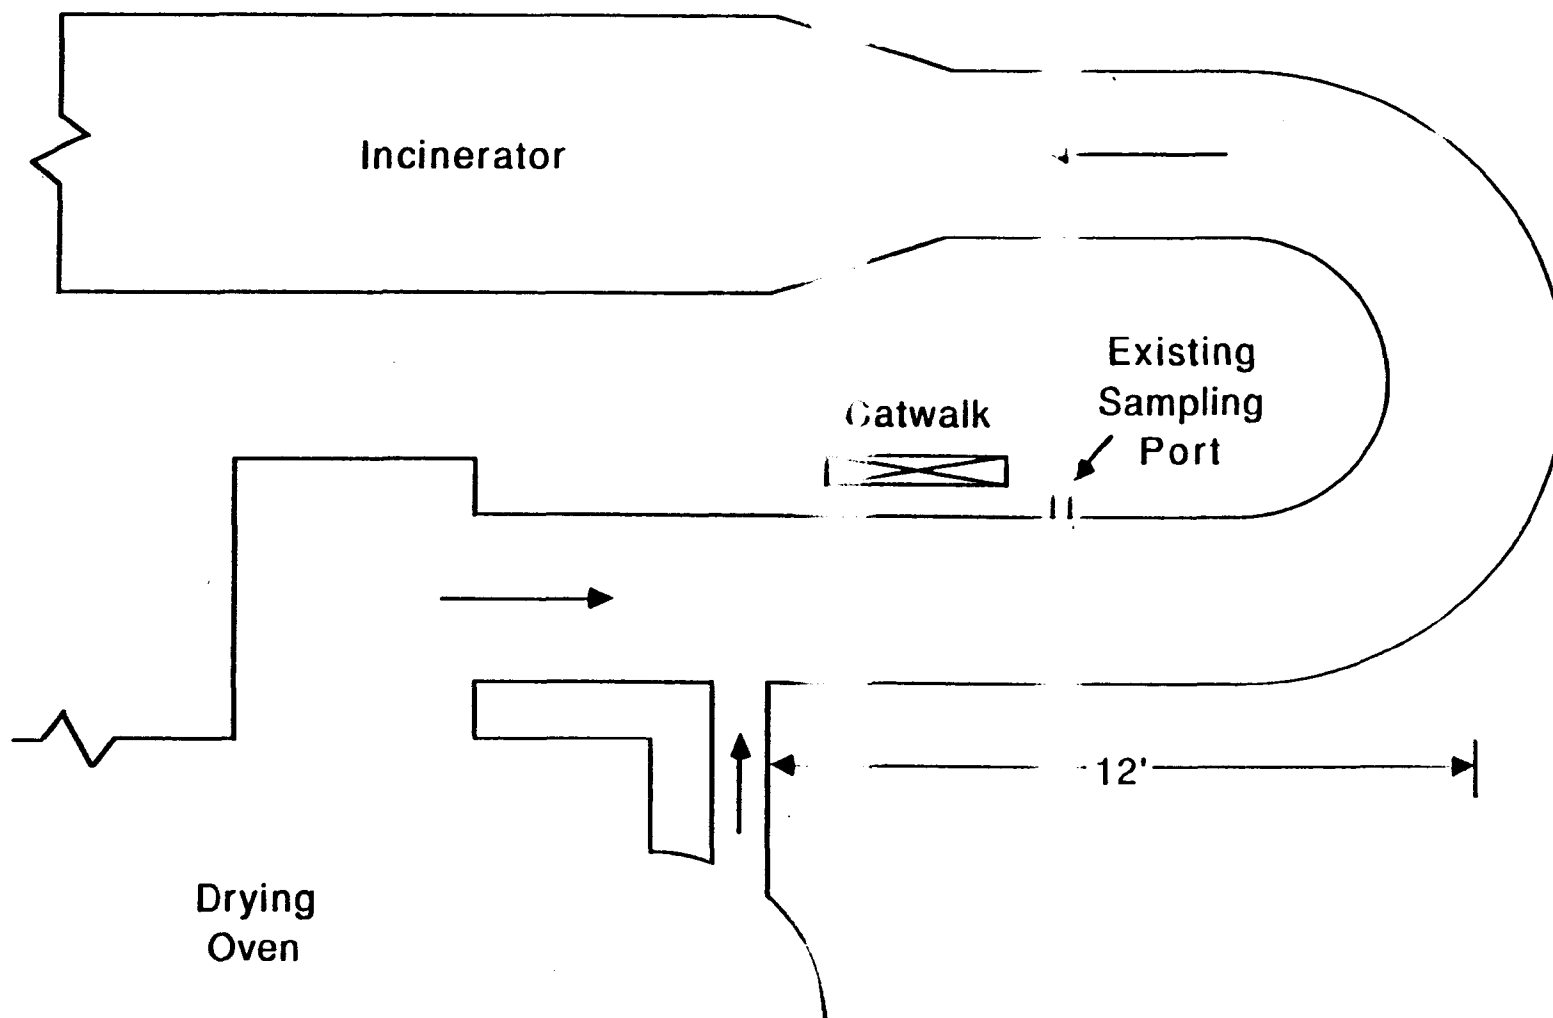 Incinerator
Existing
Sampling
Port
Catwalk
12'
Drying
Oven